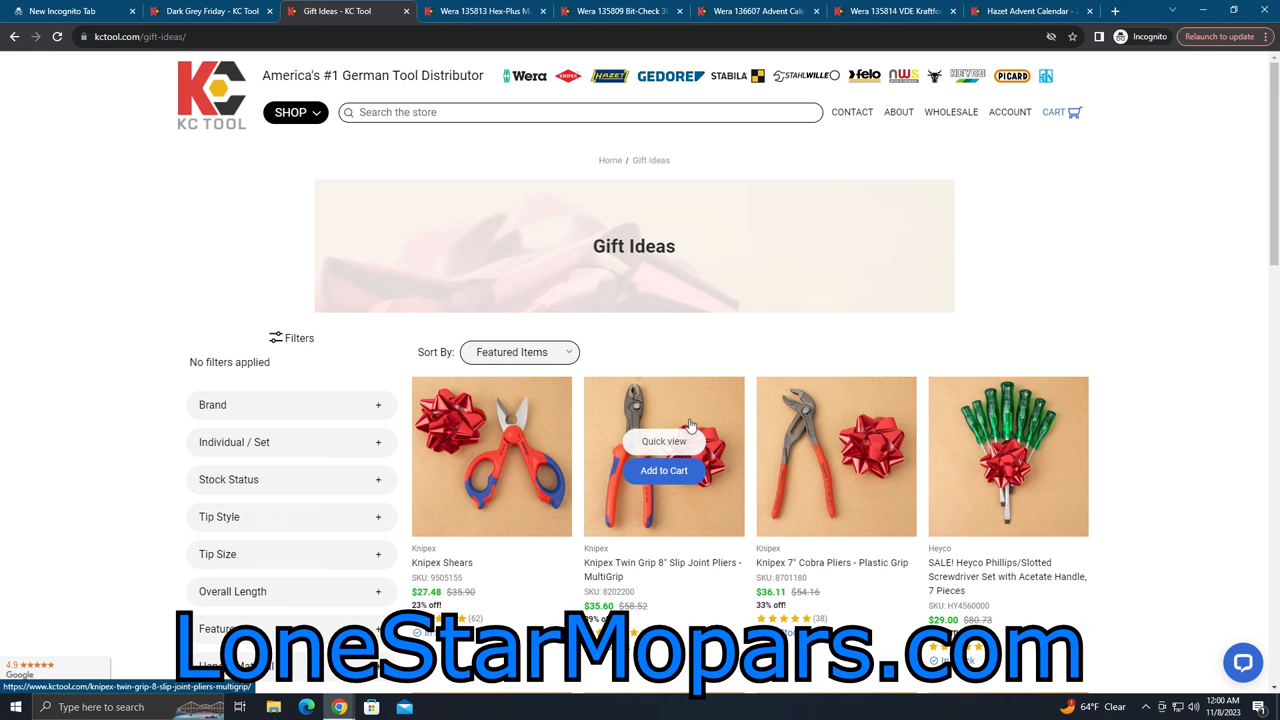 New Incognito Tab
Gift Ideas - KC Tool
Wera 135813 Hex-Plus M
Wera 135809 Bit-Check
Wera 136607 Advent Cale
Wera 135814 VDE Kraftfo
Advent Calendar - 2
kctool.com/gift-ideas/
Incognito
Relaunch to update
KC TOOL
America's #1 German Tool Distributor
Wera
KNIPEX
HAZET
GEDORE
STABILA
STAHLWILLE
felo
NWS
HEYCO
PICARD
SHOP
Search the store
CONTACT
ABOUT
WHOLESALE
ACCOUNT
CART
Home / Gift Ideas
Gift Ideas
Filters
No filters applied
Sort By: Featured Items
Brand +
Individual / Set +
Stock Status +
Tip Style +
Tip Size +
Overall Length +
Quick view
Add to Cart
Knipex
Knipex Shears
SKU: 9505155
$27.48 $35.90
23% off!
(62)
Knipex
Knipex Twin Grip 8" Slip Joint Pliers -
MultiGrip
SKU: 8202200
$35.60 $58.52
Knipex
Knipex 7" Cobra Pliers - Plastic Grip
SKU: 8701180
$36.11 $54.16
33% off!
(38)
Heyco
SALE! Heyco Phillips/Slotted
Screwdriver Set with Acetate Handle,
7 Pieces
SKU: HY4560000
$29.00 $80.73
LoneStarMopars.com
4.9
Google
https://www.kctool.com/knipex-twin-grip-8-slip-joint-pliers-multigrip/
Type here to search
64°F Clear
12:00 AM
11/8/2023